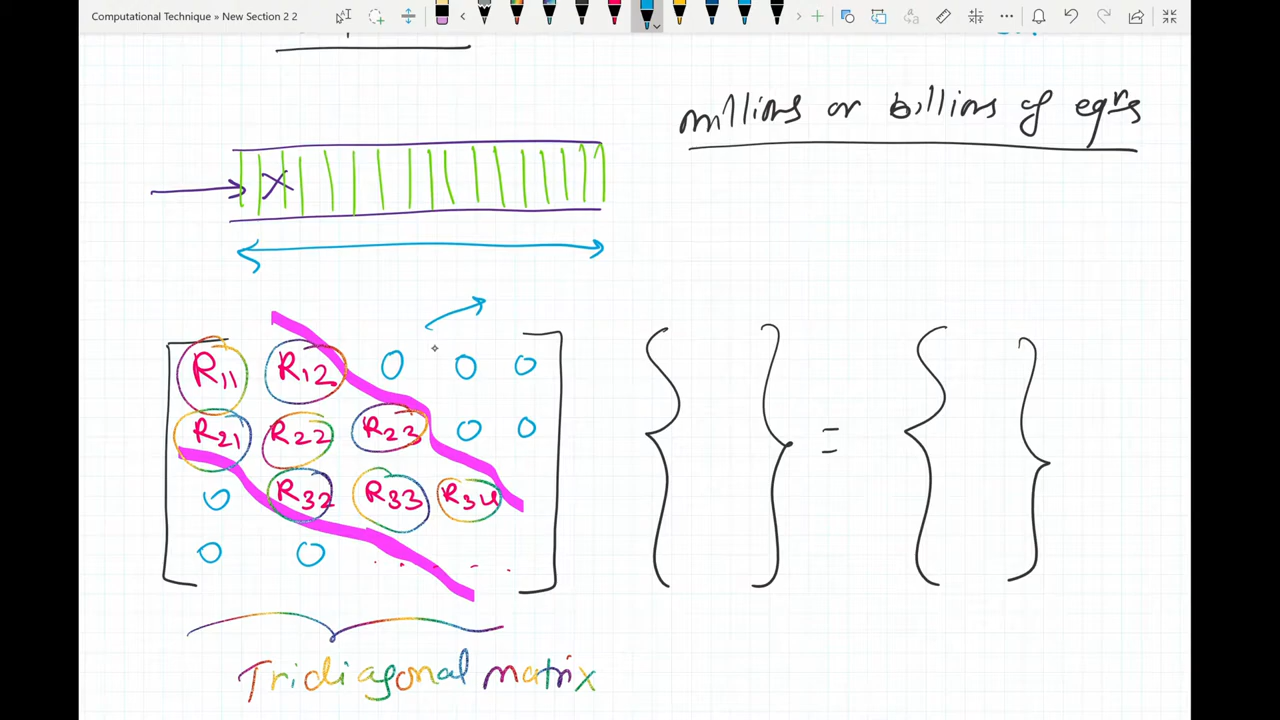 Computational Technique » New Section 2 2
millions or billions of eqns
R11 R12 0 0 0
R21 R22 R23 0 0
0 R32 R33 R34
0 0
=
Tridiagonal matrix